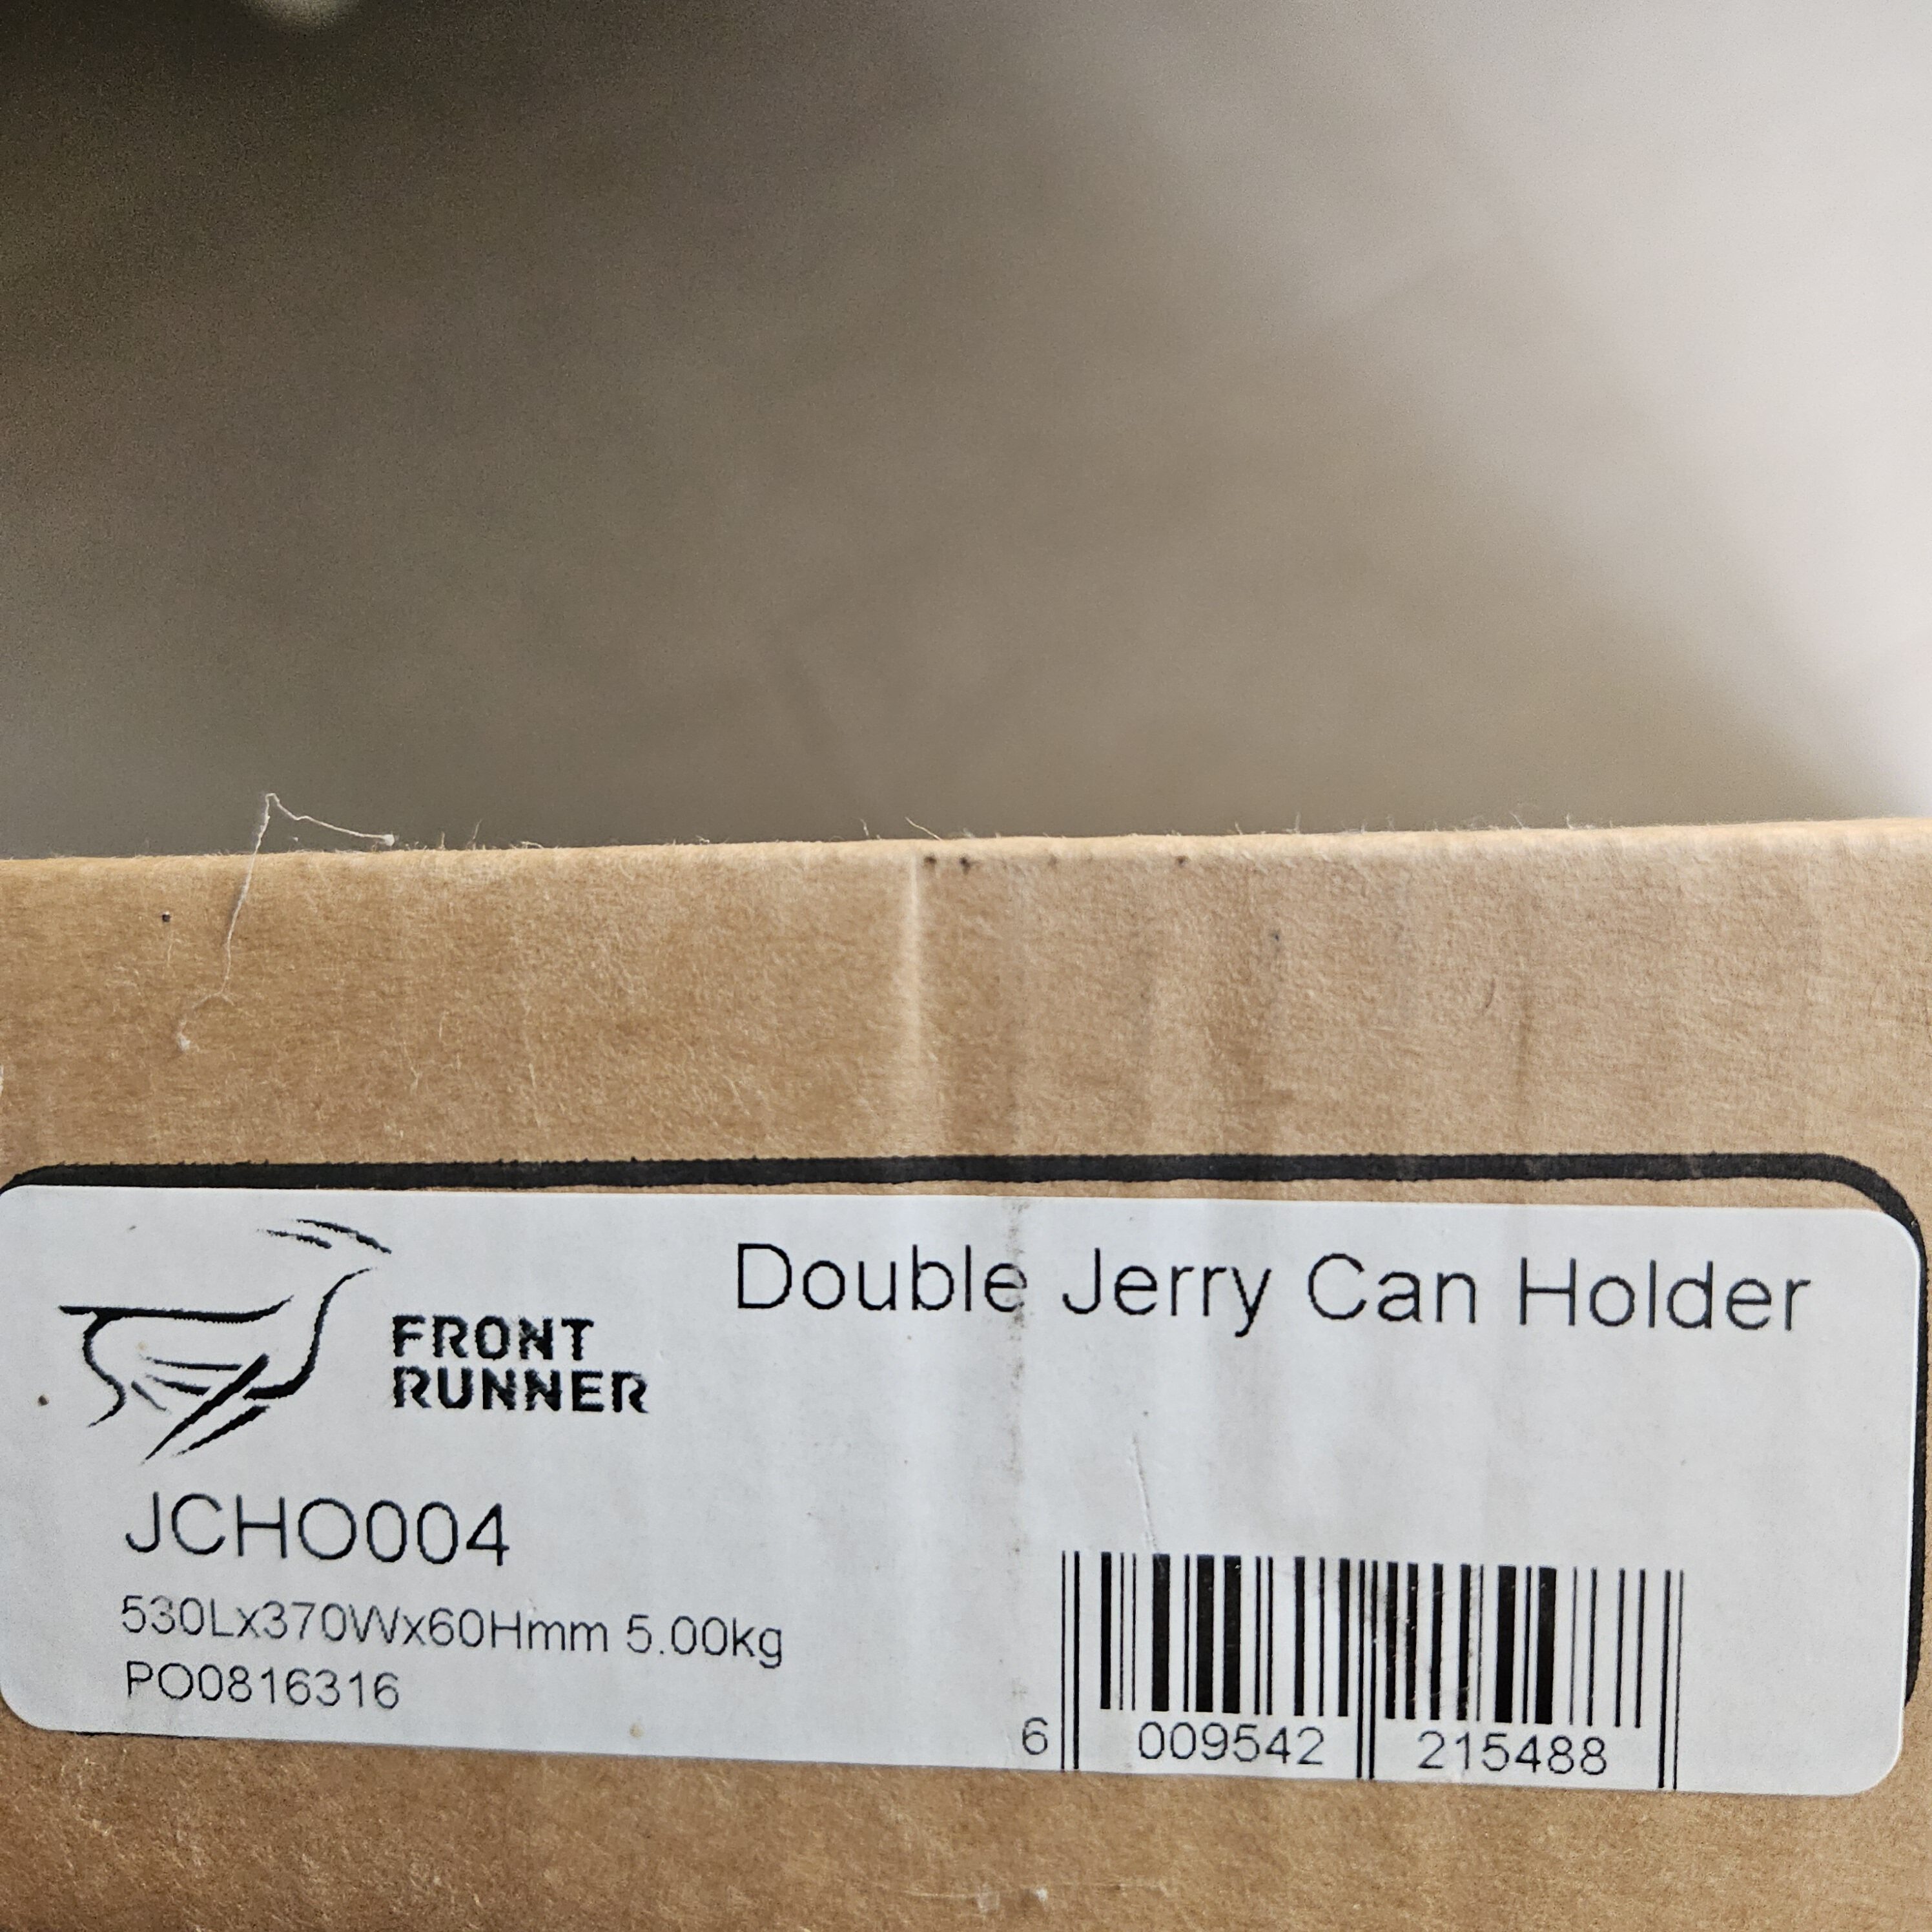 FRONT
RUNNER
Double Jerry Can Holder
JCHO004
530Lx370Wx60Hmm 5.00kg
PO0816316
6 009542 215488